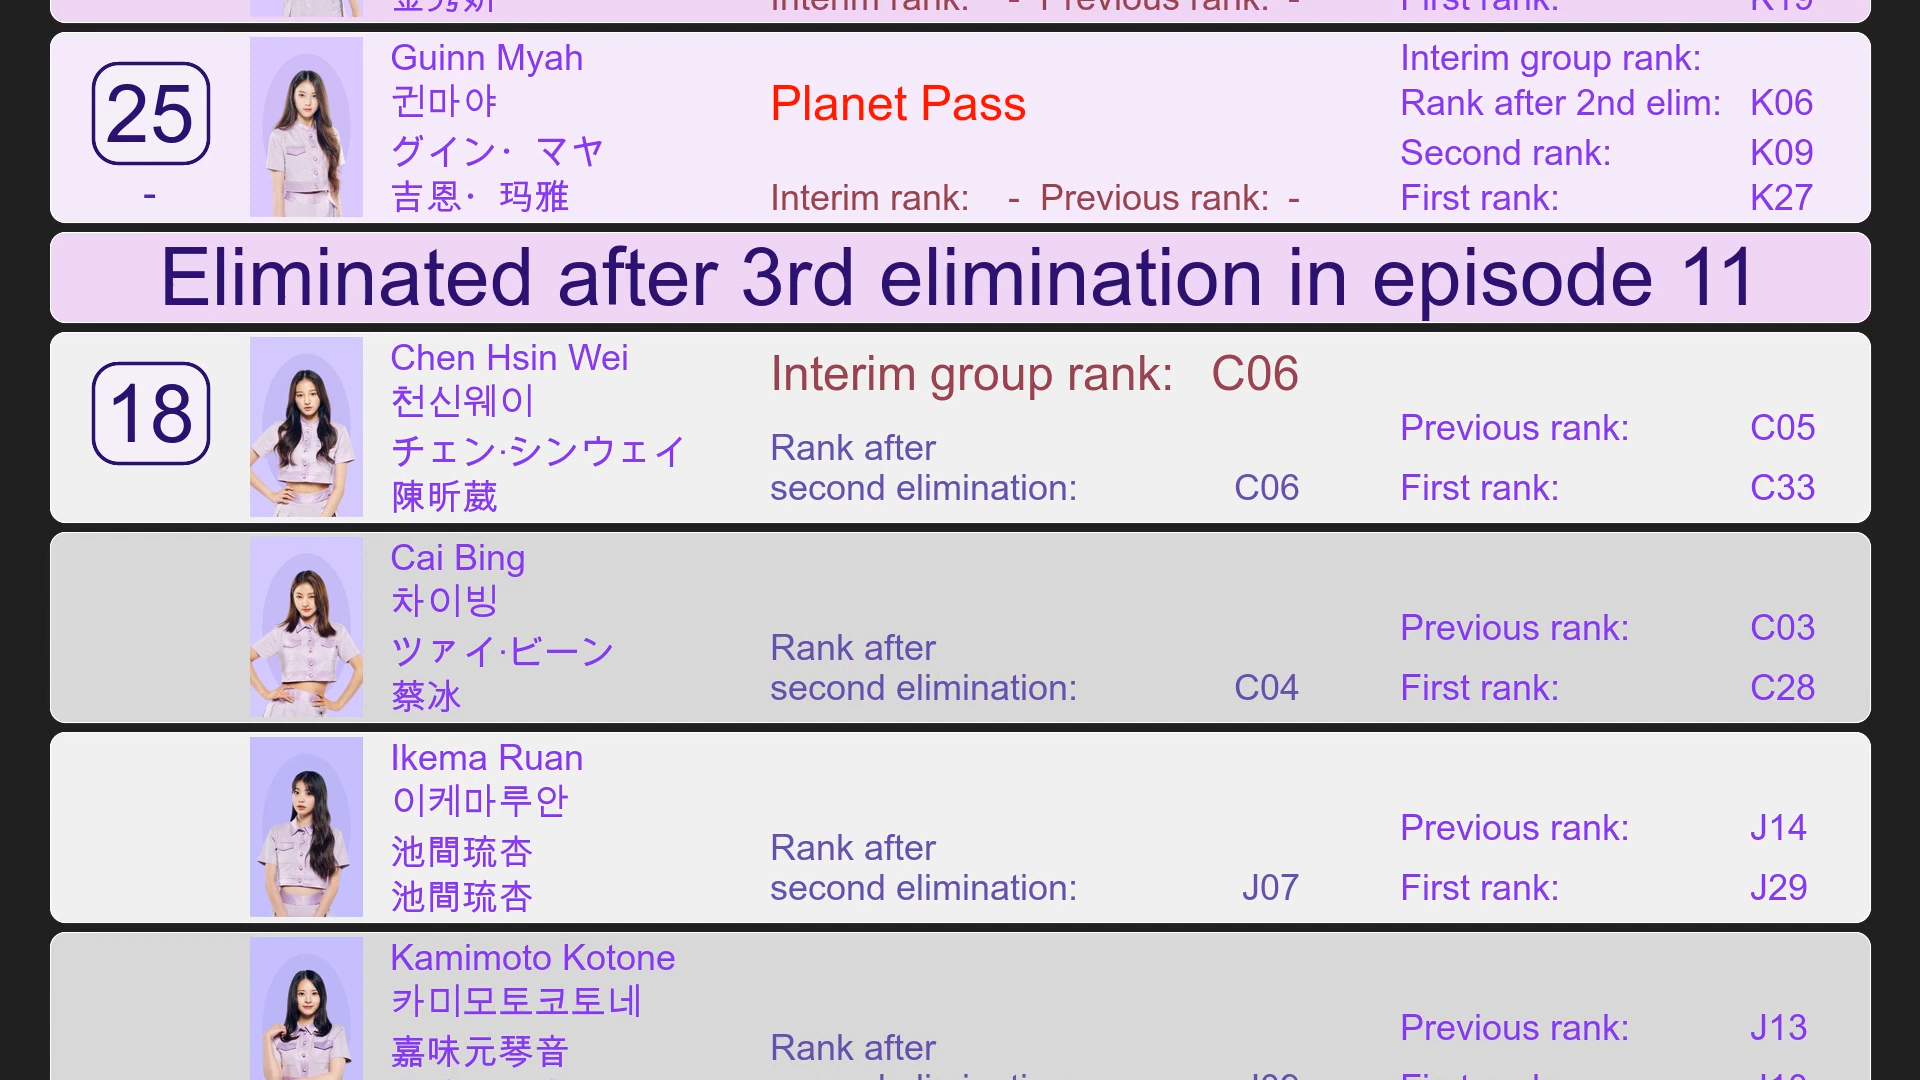 Interim rank: - Previous rank: - First rank: K19
25
-
Guinn Myah
귄마야
グイン・マヤ
吉恩·玛雅
Planet Pass
Interim rank: - Previous rank: -
Interim group rank:
Rank after 2nd elim: K06
Second rank: K09
First rank: K27
Eliminated after 3rd elimination in episode 11
18
Chen Hsin Wei
천신웨이
チェン·シンウェイ
陳昕葳
Interim group rank: C06
Rank after
second elimination: C06
Previous rank: C05
First rank: C33
Cai Bing
차이빙
ツァイ·ビーン
蔡冰
Rank after
second elimination: C04
Previous rank: C03
First rank: C28
Ikema Ruan
이케마루안
池間琉杏
池間琉杏
Rank after
second elimination: J07
Previous rank: J14
First rank: J29
Kamimoto Kotone
카미모토코토네
嘉味元琴音
Rank after
Previous rank: J13